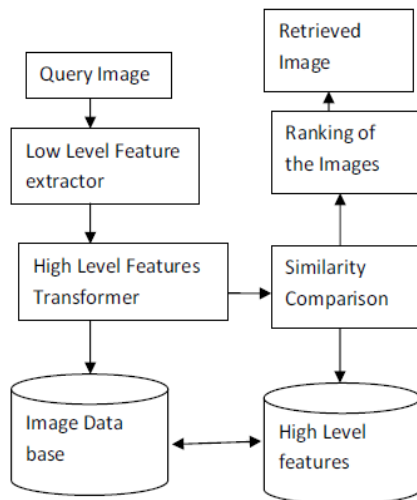 Query Image
Low Level Feature
extractor
High Level Features
Transformer
Image Data
base
Retrieved
Image
Ranking of
the Images
Similarity
Comparison
High Level
features